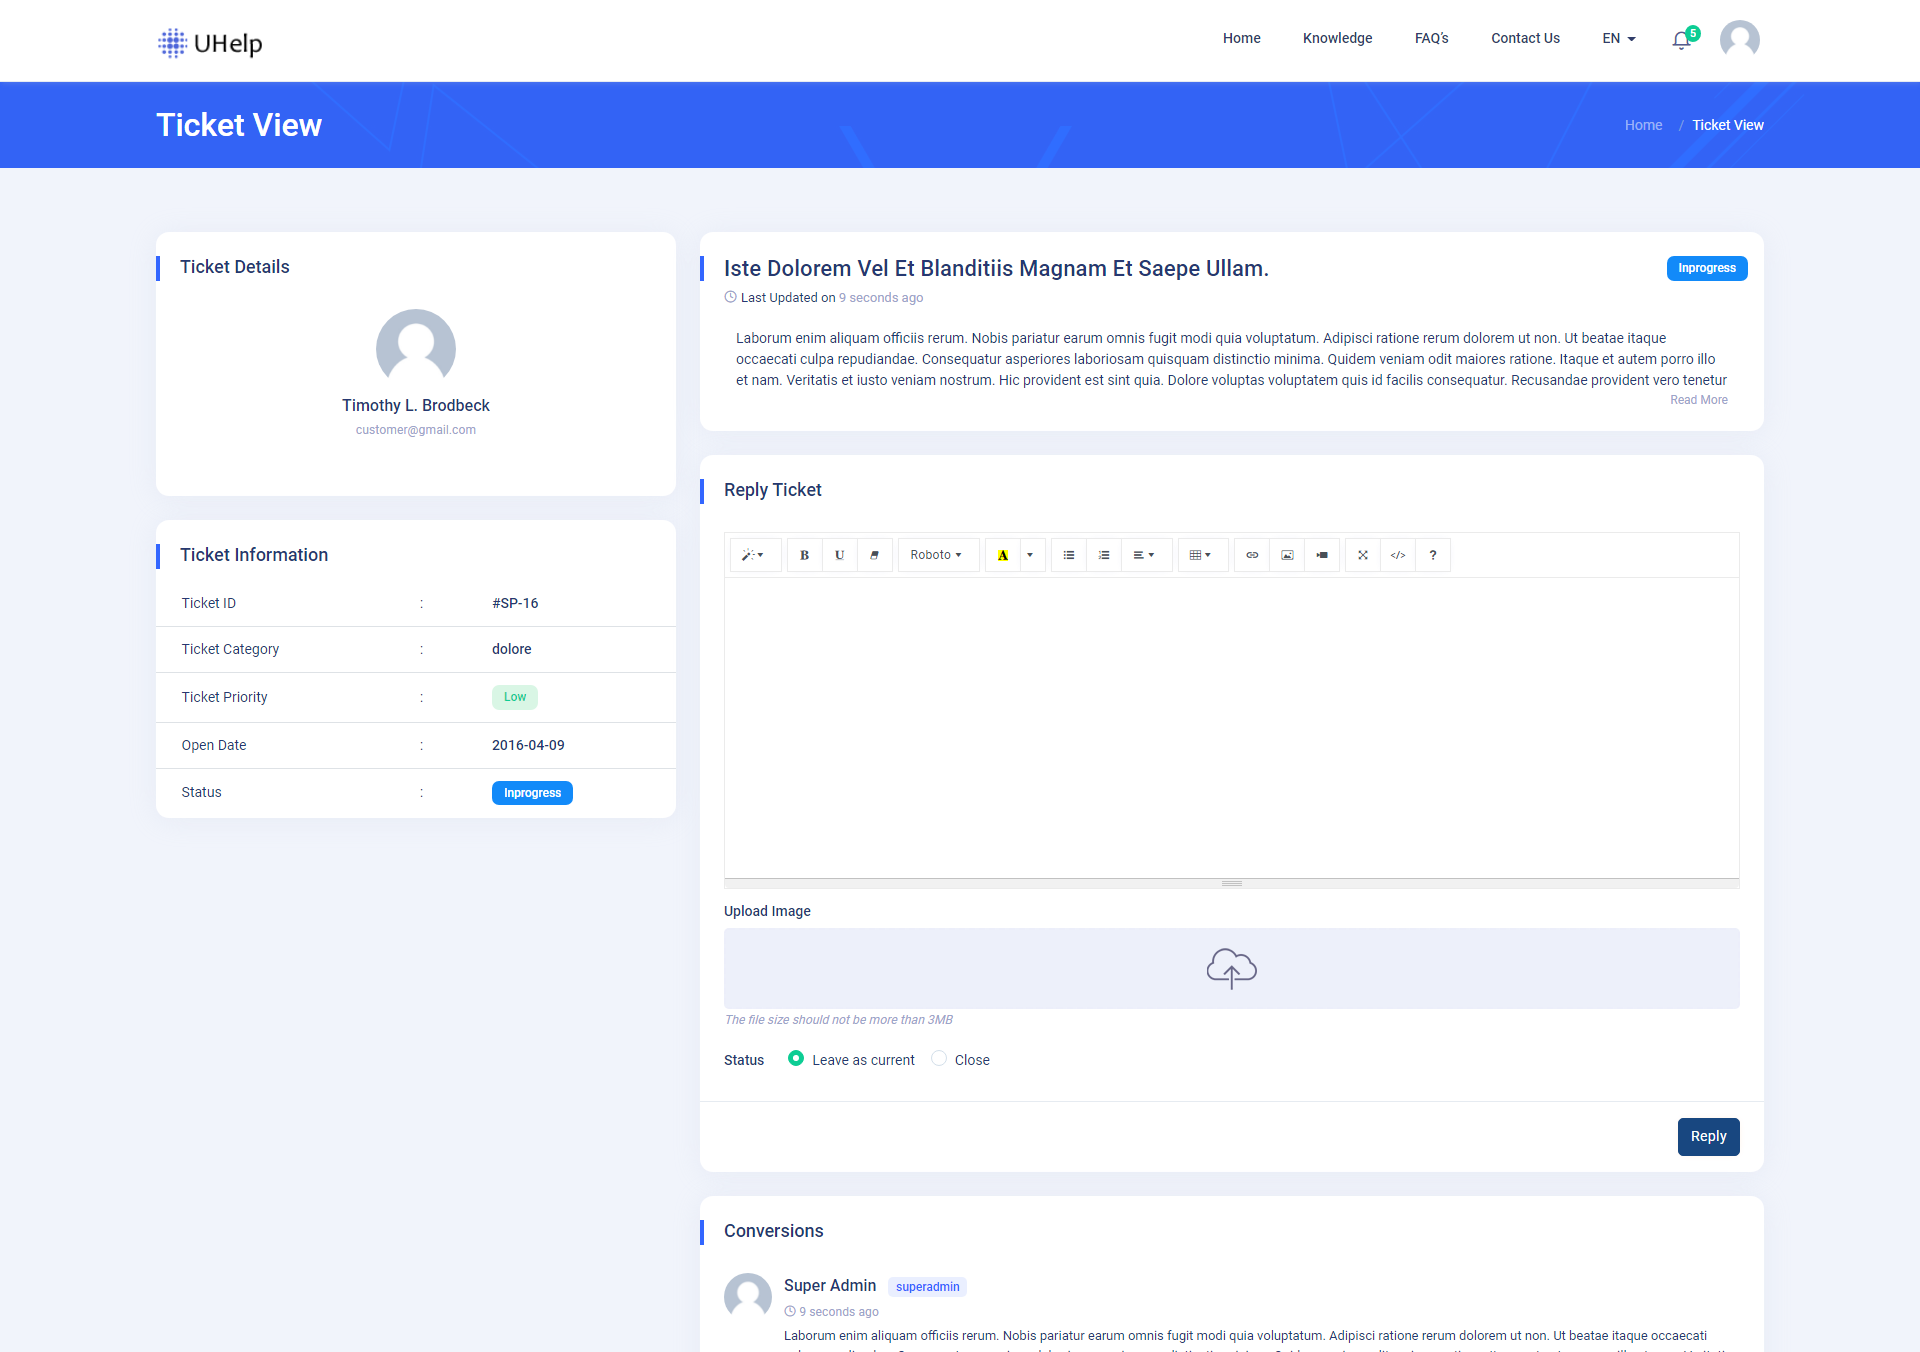 UHelp
Home
Knowledge
FAQ's
Contact Us
EN
5
Ticket View
Home / Ticket View
Ticket Details
Timothy L. Brodbeck
customer@gmail.com
Ticket Information
Ticket ID : #SP-16
Ticket Category : dolore
Ticket Priority : Low
Open Date : 2016-04-09
Status : Inprogress
Iste Dolorem Vel Et Blanditiis Magnam Et Saepe Ullam.
Inprogress
Last Updated on 9 seconds ago
Laborum enim aliquam officiis rerum. Nobis pariatur earum omnis fugit modi quia voluptatum. Adipisci ratione rerum dolorem ut non. Ut beatae itaque
occaecati culpa repudiandae. Consequatur asperiores laboriosam quisquam distinctio minima. Quidem veniam odit maiores ratione. Itaque et autem porro illo
et nam. Veritatis et iusto veniam nostrum. Hic provident est sint quia. Dolore voluptas voluptatem quis id facilis consequatur. Recusandae provident vero tenetur
Read More
Reply Ticket
B U Roboto A </> ?
Upload Image
The file size should not be more than 3MB
Status Leave as current Close
Reply
Conversions
Super Admin superadmin
9 seconds ago
Laborum enim aliquam officiis rerum. Nobis pariatur earum omnis fugit modi quia voluptatum. Adipisci ratione rerum dolorem ut non. Ut beatae itaque occaecati